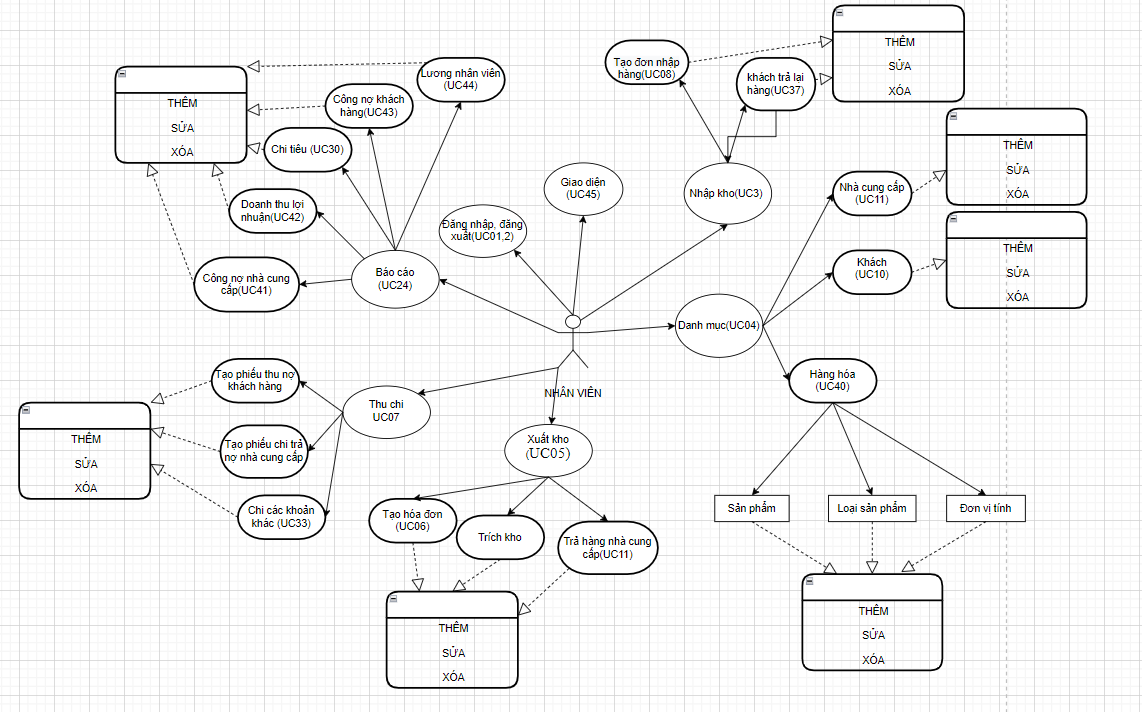 Lương nhân viên
(UC44)
Công nợ khách
hàng(UC43)
Chi tiêu (UC30)
Doanh thu lợi
nhuận(UC42)
Công nợ nhà cung
cấp(UC41)
THÊM
SỬA
XÓA
Báo cáo
(UC24)
Đăng nhập, đăng
xuất(UC01,2)
Giao diện
(UC45)
Tạo đơn nhập
hàng(UC08)
khách trả lại
hàng(UC37)
THÊM
SỬA
XÓA
Nhập kho(UC3)
Nhà cung cấp
(UC11)
THÊM
SỬA
XÓA
Khách
(UC10)
THÊM
SỬA
XÓA
Danh mục(UC04)
Hàng hóa
(UC40)
NHÂN VIÊN
Tạo phiếu thu nợ
khách hàng
Thu chi
UC07
Tạo phiếu chi trả
nợ nhà cung cấp
Chi các khoản
khác (UC33)
THÊM
SỬA
XÓA
Xuất kho
(UC05)
Tạo hóa đơn
(UC06)
Trích kho
Trả hàng nhà cung
cấp(UC11)
THÊM
SỬA
XÓA
Sản phẩm
Loại sản phẩm
Đơn vị tính
THÊM
SỬA
XÓA